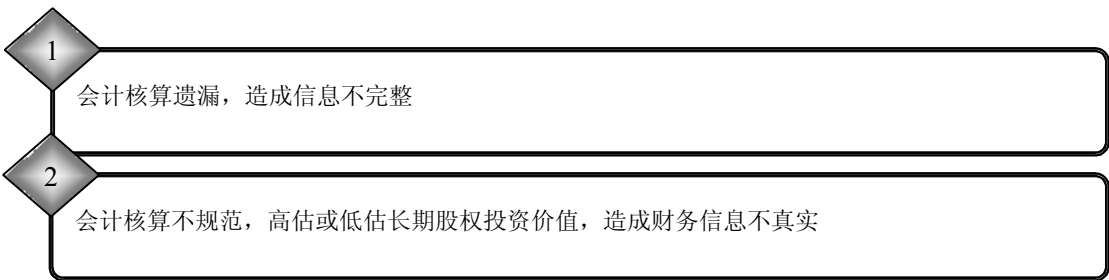 1
会计核算遗漏，造成信息不完整
2
会计核算不规范，高估或低估长期股权投资价值，造成财务信息不真实